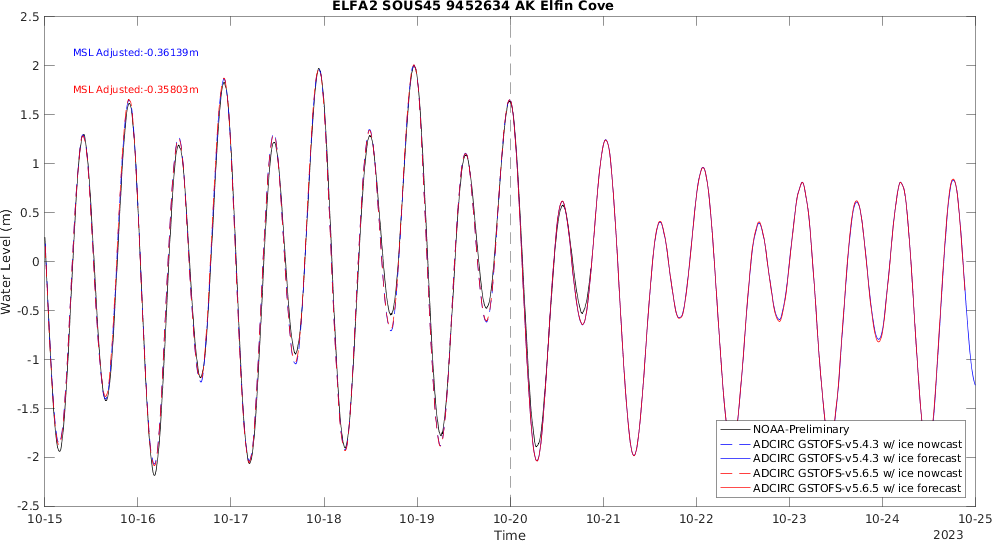 ELFA2 SOUS45 9452634 AK Elfin Cove
MSL Adjusted:-0.36139m
MSL Adjusted:-0.35803m
Water Level (m)
2.5
2
1.5
1
0.5
0
-0.5
-1
-1.5
-2
-2.5
NOAA-Preliminary
ADCIRC GSTOFS-v5.4.3 w/ ice nowcast
ADCIRC GSTOFS-v5.4.3 w/ ice forecast
ADCIRC GSTOFS-v5.6.5 w/ ice nowcast
ADCIRC GSTOFS-v5.6.5 w/ ice forecast
10-15 10-16 10-17 10-18 10-19 10-20 10-21 10-22 10-23 10-24 10-25
Time
2023